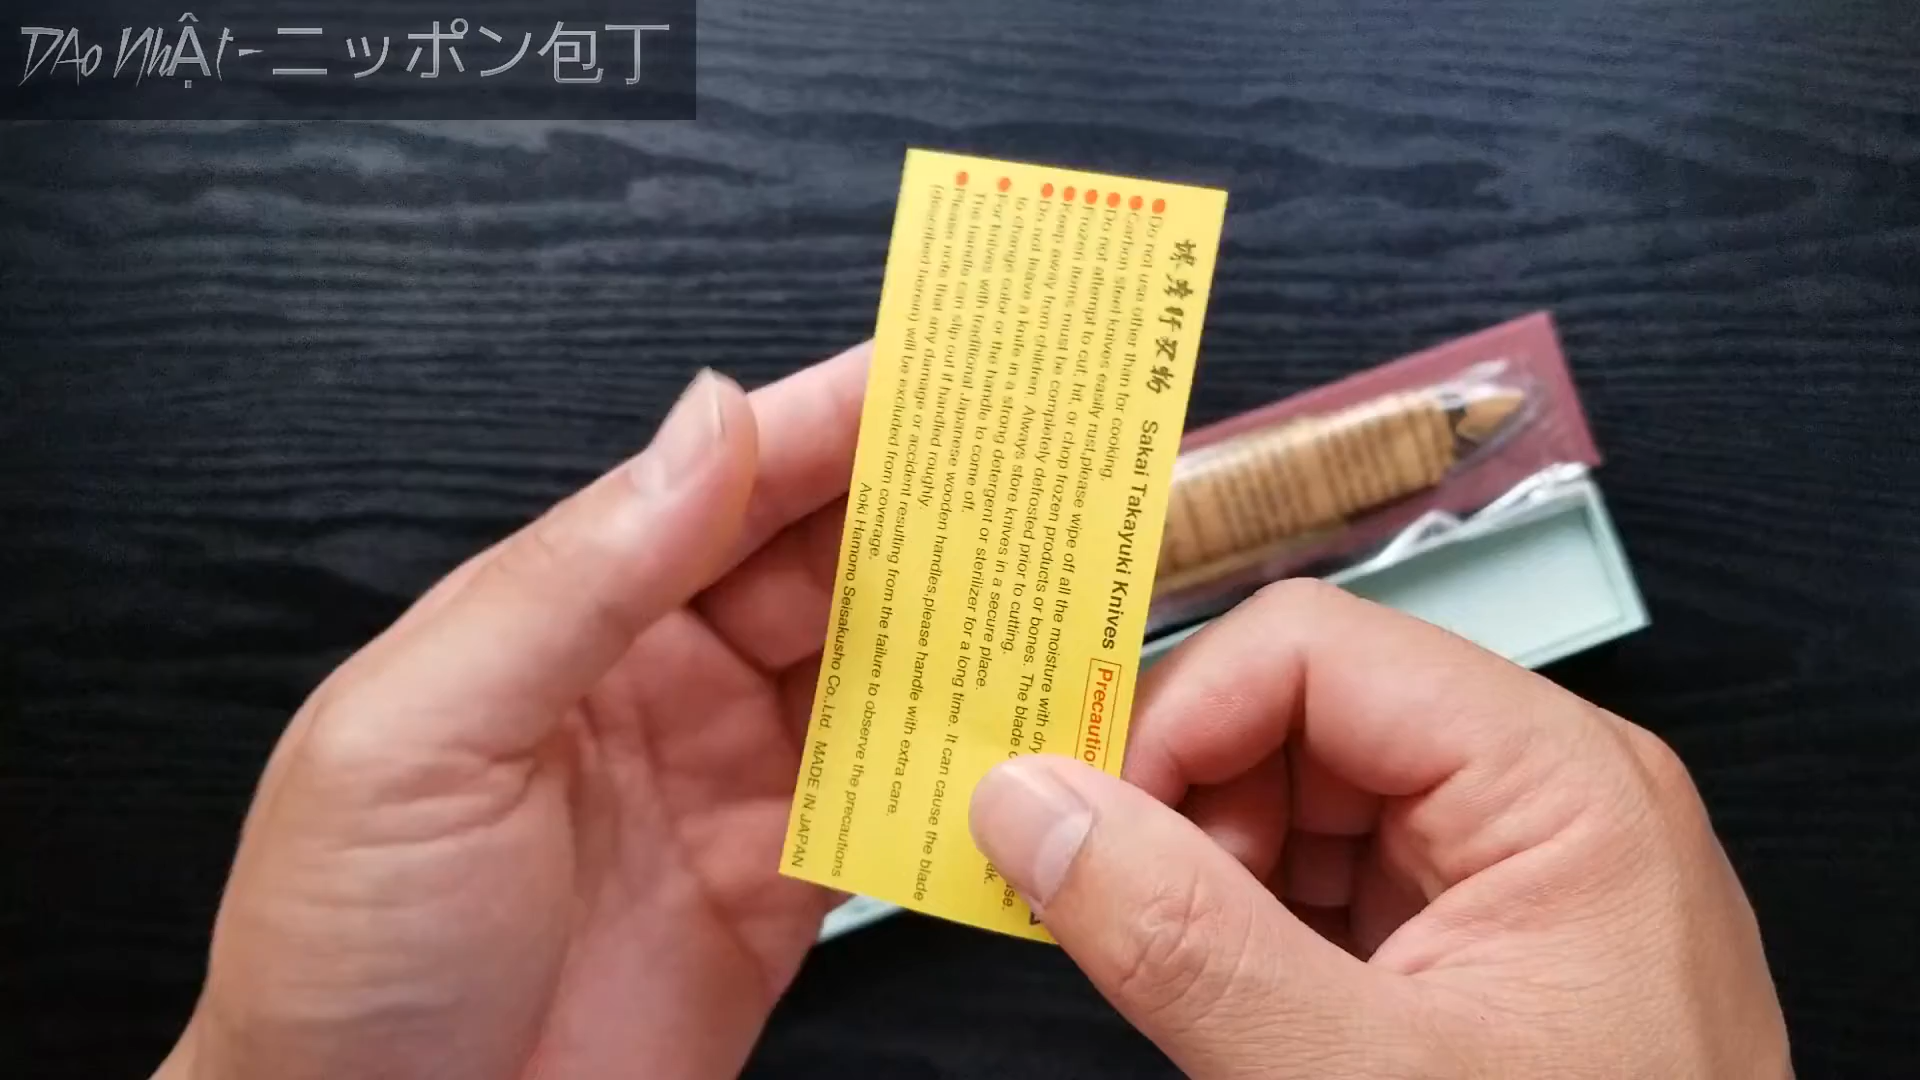 DAo NhẬt - ニッポン包丁
堺孝行刃物 Sakai Takayuki Knives Precautio
●Do not use other than for cooking.
●Carbon steel knives easily rust,please wipe off all the moisture with dry
●Do not attempt to cut, hit, or chop frozen products or bones. The blade
●Frozen items must be completely defrosted prior to cutting.
●Keep away from children. Always store knives in a secure place.
●Do not leave a knife in a strong detergent or sterilizer for a long time. It can cause the blade
to change color or the handle to come off.
●For knives with traditional Japanese wooden handles,please handle with extra care.
The handle can slip out if handled roughly.
●Please note that any damage or accident resulting from the failure to observe the precautions
(described herein) will be excluded from coverage.
Aoki Hamono Seisakusho Co.,Ltd. MADE IN JAPAN